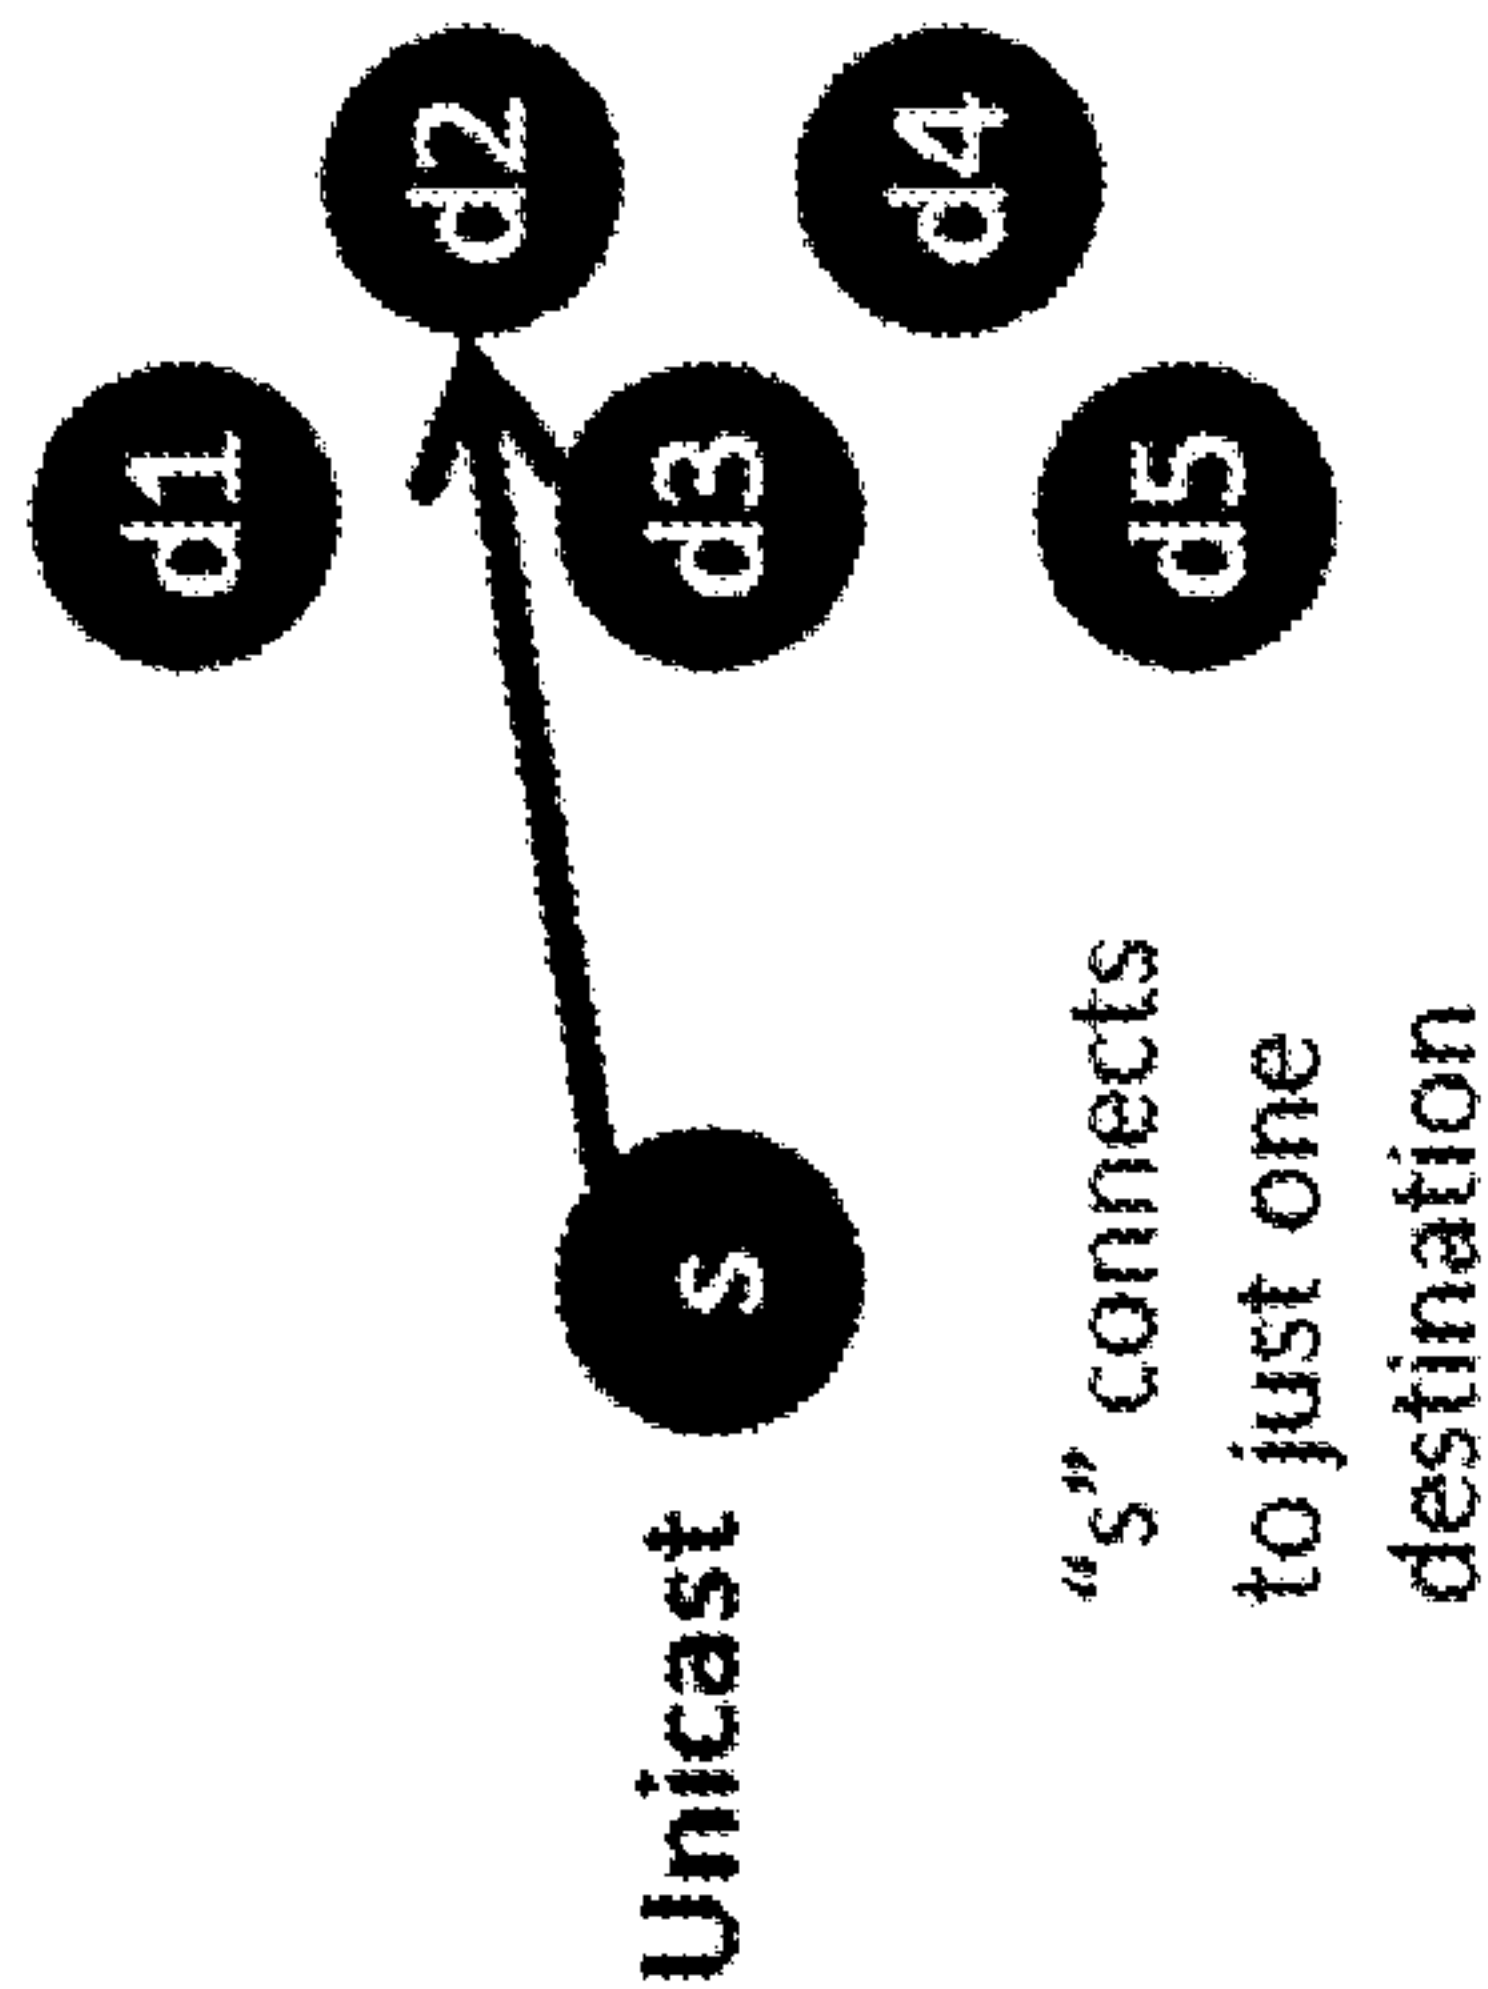 Unicast
s
d1
d2
d3
d4
d5
“s” connects
to just one
destination